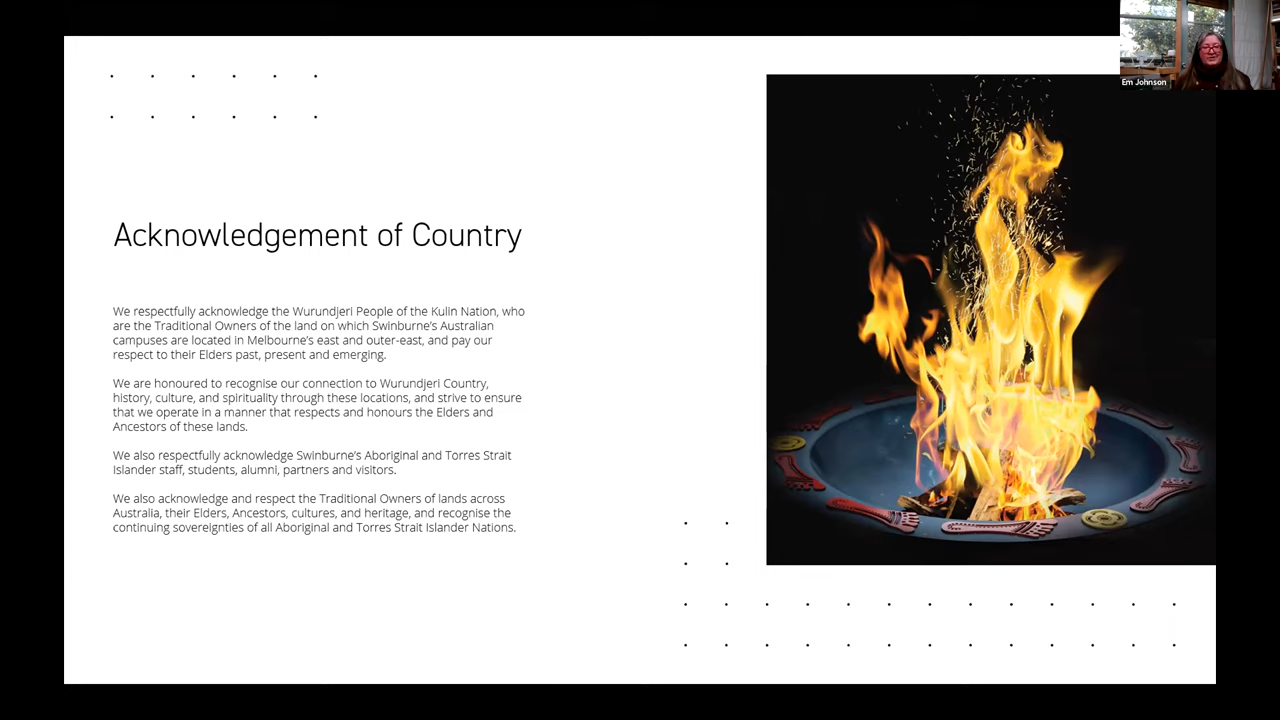 Em Johnson
Acknowledgement of Country
We respectfully acknowledge the Wurundjeri People of the Kulin Nation, who
are the Traditional Owners of the land on which Swinburne's Australian
campuses are located in Melbourne's east and outer-east, and pay our
respect to their Elders past, present and emerging.
We are honoured to recognise our connection to Wurundjeri Country,
history, culture, and spirituality through these locations, and strive to ensure
that we operate in a manner that respects and honours the Elders and
Ancestors of these lands.
We also respectfully acknowledge Swinburne's Aboriginal and Torres Strait
Islander staff, students, alumni, partners and visitors.
We also acknowledge and respect the Traditional Owners of lands across
Australia, their Elders, Ancestors, cultures, and heritage, and recognise the
continuing sovereignties of all Aboriginal and Torres Strait Islander Nations.